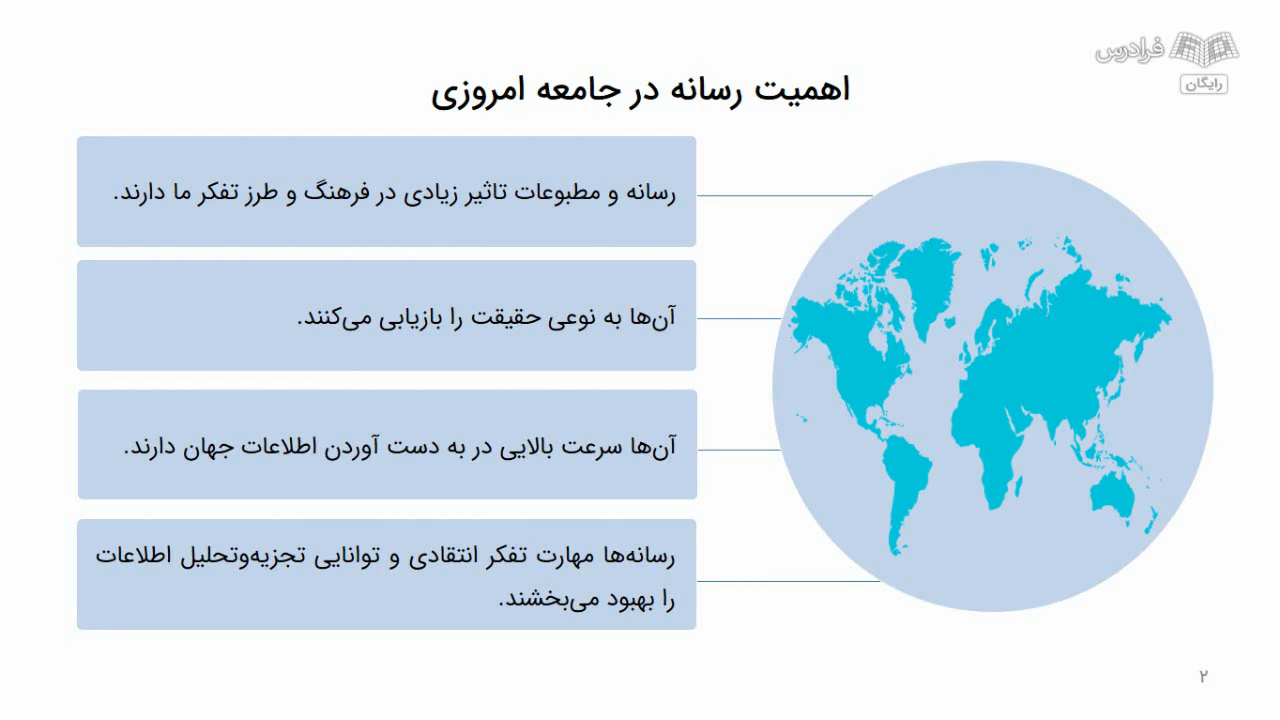 فرادرس
رایگان
اهمیت رسانه در جامعه امروزی
رسانه و مطبوعات تاثیر زیادی در فرهنگ و طرز تفکر ما دارند.
آن‌ها به نوعی حقیقت را بازیابی می‌کنند.
آن‌ها سرعت بالایی در به دست آوردن اطلاعات جهان دارند.
رسانه‌ها مهارت تفکر انتقادی و توانایی تجزیه‌وتحلیل اطلاعات
را بهبود می‌بخشند.
۲